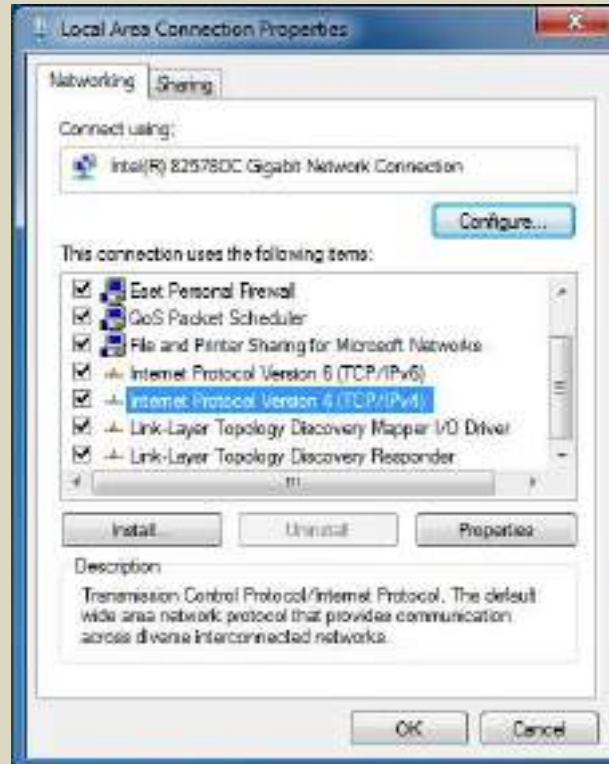 Local Area Connection Properties
Networking
Sharing
Connect using:
Intel(R) 82578DC Gigabit Network Connection
Configure...
This connection uses the following items:
Eset Personal Firewall
QoS Packet Scheduler
File and Printer Sharing for Microsoft Networks
Internet Protocol Version 6 (TCP/IPv6)
Internet Protocol Version 4 (TCP/IPv4)
Link-Layer Topology Discovery Mapper I/O Driver
Link-Layer Topology Discovery Responder
Install...
Uninstall
Properties
Description
Transmission Control Protocol/Internet Protocol. The default
wide area network protocol that provides communication
across diverse interconnected networks.
OK
Cancel